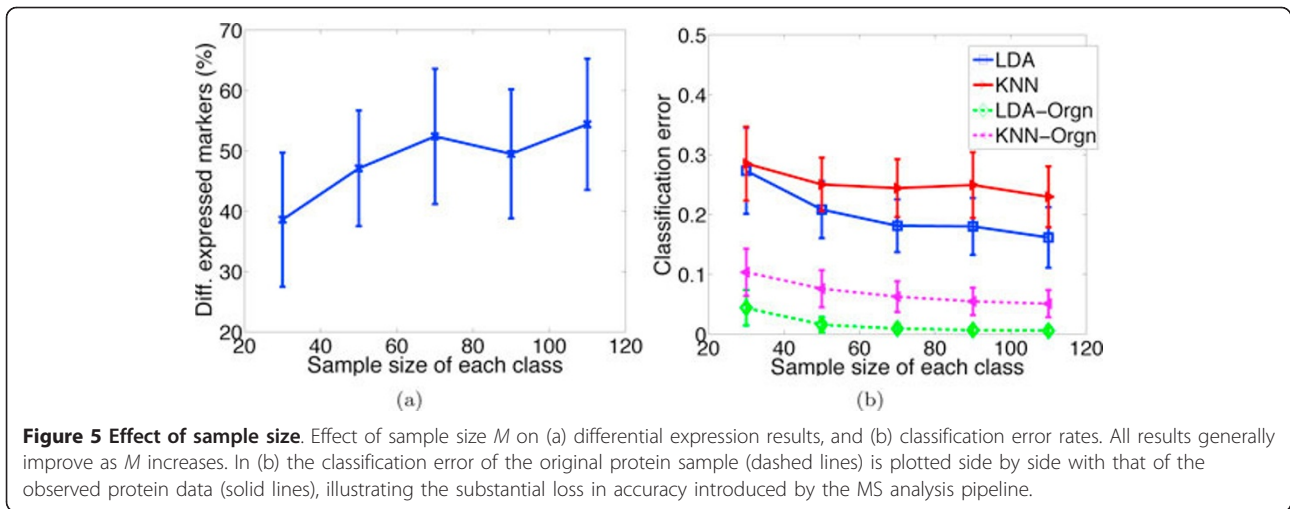 70
60
50
40
30
20
Diff. expressed markers (%)
20 40 60 80 100 120
Sample size of each class
(a)
0.5
0.4
0.3
0.2
0.1
0
Classification error
LDA
KNN
LDA-Orgn
KNN-Orgn
20 40 60 80 100 120
Sample size of each class
(b)
Figure 5 Effect of sample size. Effect of sample size M on (a) differential expression results, and (b) classification error rates. All results generally
improve as M increases. In (b) the classification error of the original protein sample (dashed lines) is plotted side by side with that of the
observed protein data (solid lines), illustrating the substantial loss in accuracy introduced by the MS analysis pipeline.